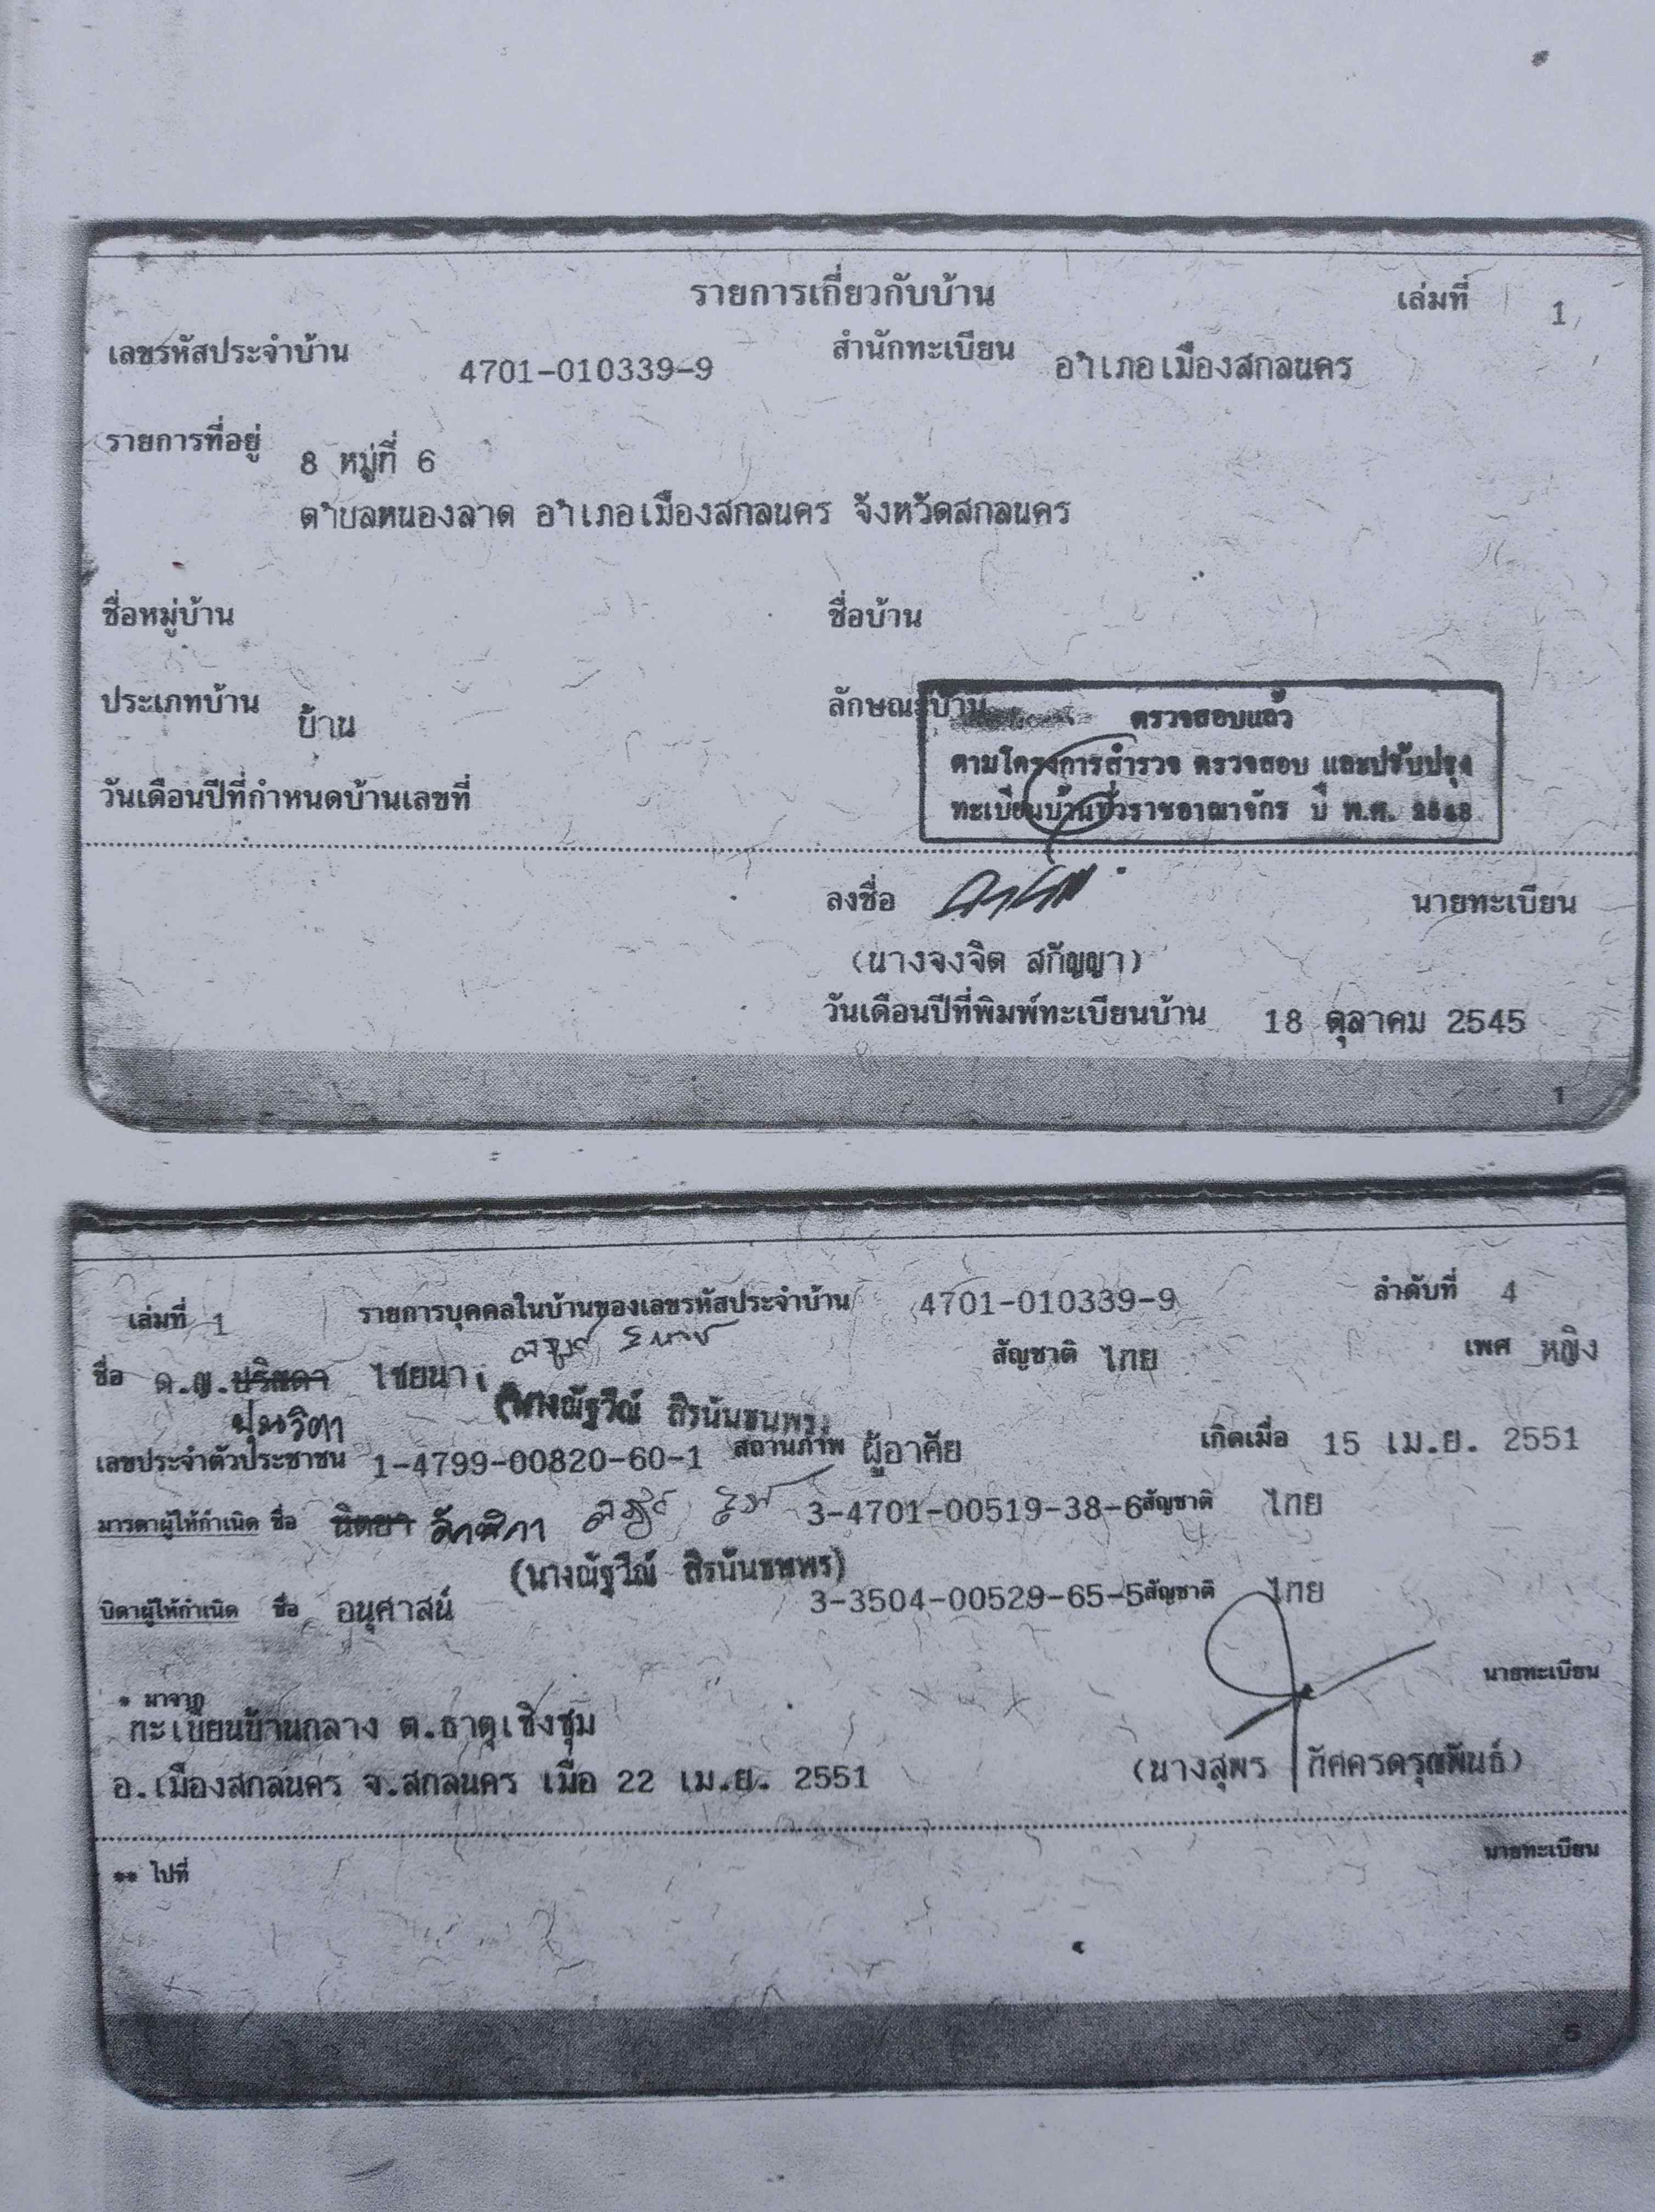 รายการเกี่ยวกับบ้าน เล่มที่ 1
เลขรหัสประจำบ้าน 4701-010339-9 สำนักทะเบียน อำเภอเมืองสกลนคร
รายการที่อยู่ 8 หมู่ที่ 6
ตำบลหนองลาด อำเภอเมืองสกลนคร จังหวัดสกลนคร
ชื่อหมู่บ้าน ชื่อบ้าน
ประเภทบ้าน บ้าน ลักษณะบ้าน
ตรวจสอบแล้ว
ตามโครงการสำรวจ ตรวจสอบ และปรับปรุง
ทะเบียนบ้านทั่วราชอาณาจักร ปี พ.ศ.
วันเดือนปีที่กำหนดบ้านเลขที่
ลงชื่อ นายทะเบียน
(นางจงจิต สกัญญา)
วันเดือนปีที่พิมพ์ทะเบียนบ้าน 18 ตุลาคม 2545
1
เล่มที่ 1 รายการบุคคลในบ้านของเลขรหัสประจำบ้าน 4701-010339-9 ลำดับที่ 4
ชื่อ ด.ญ. ไชยนา สัญชาติ ไทย เพศ หญิง
(นางณัฐวีณ์ สิรนันธนพร)
เลขประจำตัวประชาชน 1-4799-00820-60-1 สถานภาพ ผู้อาศัย เกิดเมื่อ 15 เม.ย. 2551
มารดาผู้ให้กำเนิด ชื่อ นิตยา 3-4701-00519-38-6 สัญชาติ ไทย
(นางณัฐวีณ์ สิรนันธนพร)
บิดาผู้ให้กำเนิด ชื่อ อนุศาสน์ 3-3504-00529-65-5 สัญชาติ ไทย
นายทะเบียน
* มาจาก
ทะเบียนบ้านกลาง ต.ธาตุเชิงชุม
อ.เมืองสกลนคร จ.สกลนคร เมื่อ 22 เม.ย. 2551
(นางสุพร ทัศครดรุณพันธ์)
** ไปที่ นายทะเบียน
5